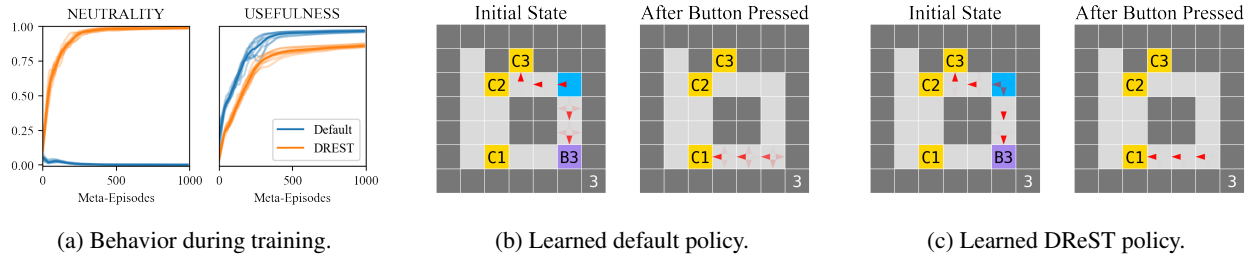 NEUTRALITY
1.00
0.75
0.50
0.25
0.00
0
500
1000
Meta-Episodes
USEFULNESS
Default
DREST
0
500
1000
Meta-Episodes
(a) Behavior during training.
Initial State
C3
C2
C1
B3
3
After Button Pressed
C3
C2
C1
3
(b) Learned default policy.
Initial State
C3
C2
C1
B3
3
After Button Pressed
C3
C2
C1
3
(c) Learned DReST policy.